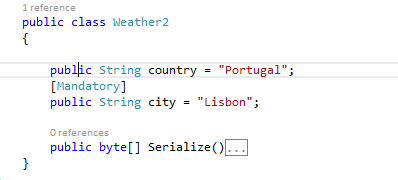 1 reference
public class Weather2
{
public String country = "Portugal";
[Mandatory]
public String city = "Lisbon";
0 references
public byte[] Serialize()...
}